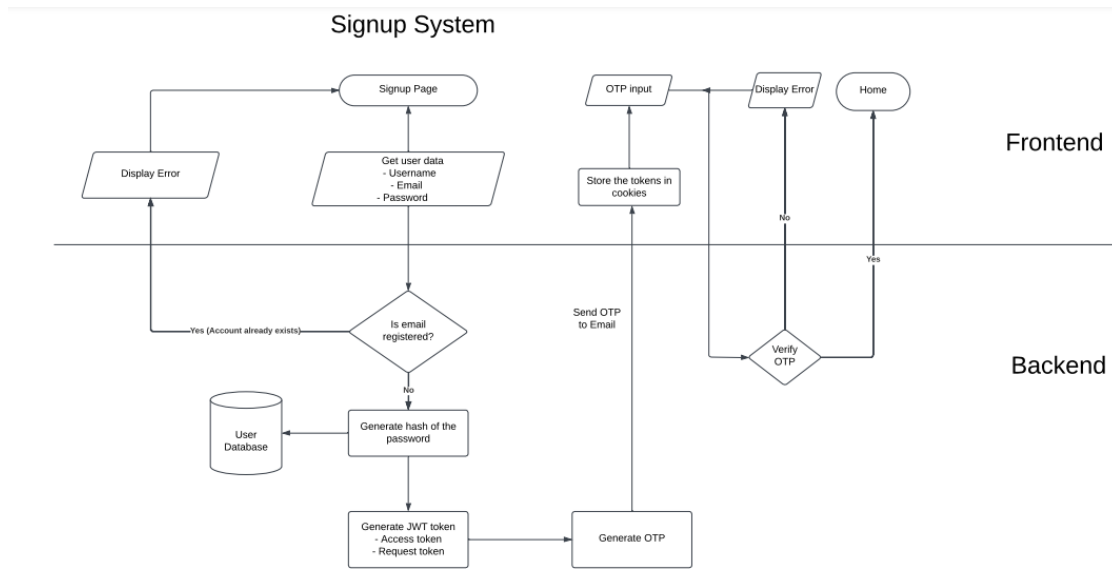 Signup System
Signup Page
OTP input
Display Error
Home
Frontend
Display Error
Get user data
- Username
- Email
- Password
Store the tokens in
cookies
No
Yes
Send OTP
to Email
Is email
registered?
Yes (Account already exists)
Verify
OTP
Backend
No
User
Database
Generate hash of the
password
Generate JWT token
- Access token
- Request token
Generate OTP